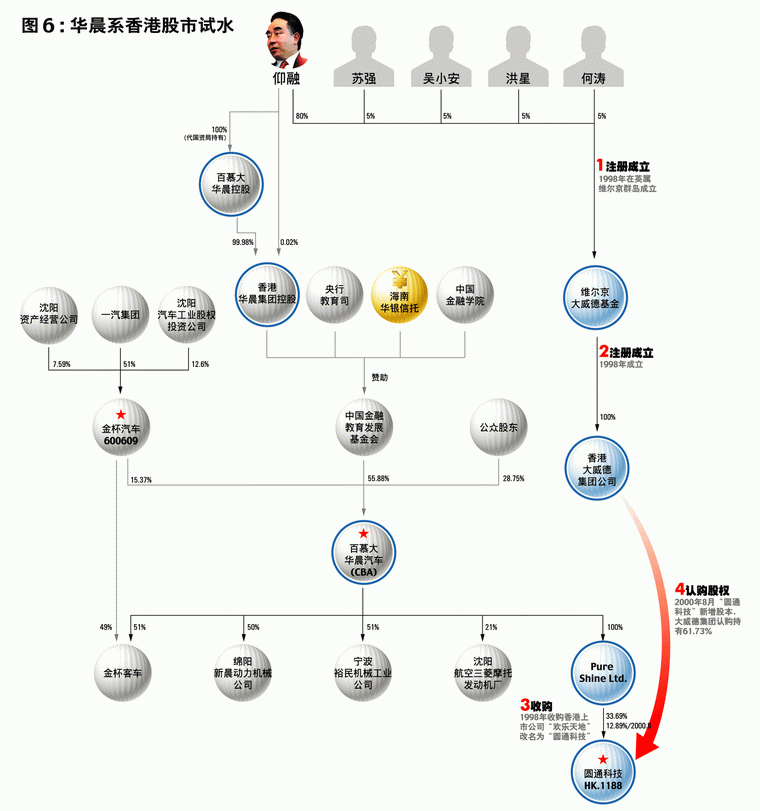 图6：华晨系香港股市试水
仰融
苏强
吴小安
洪星
何涛
100%
(代国资局持有)
80%
5%
5%
5%
5%
百慕大
华晨控股
1注册成立
1998年在英属
维尔京群岛成立
99.98%
0.02%
沈阳
资产经营公司
一汽集团
沈阳
汽车工业股权
投资公司
香港
华晨集团控股
央行
教育司
海南
华银信托
中国
金融学院
维尔京
大威德基金
7.59%
51%
12.6%
赞助
2注册成立
1998年成立
100%
金杯汽车
600609
中国金融
教育发展
基金会
公众股东
香港
大威德
集团公司
15.37%
55.88%
28.75%
百慕大
华晨汽车
(CBA)
4认购股权
2000年8月“圆通
科技”新增股本，
大威德集团认购持
有61.73%
49%
51%
50%
51%
21%
100%
金杯客车
绵阳
新晨动力机械
公司
宁波
裕民机械工业
公司
沈阳
航空三菱摩托
发动机厂
Pure
Shine Ltd.
3收购
1998年收购香港上
市公司“欢乐天地”
改名为“圆通科技”
33.69%
12.89%/2000.8
圆通科技
HK.1188